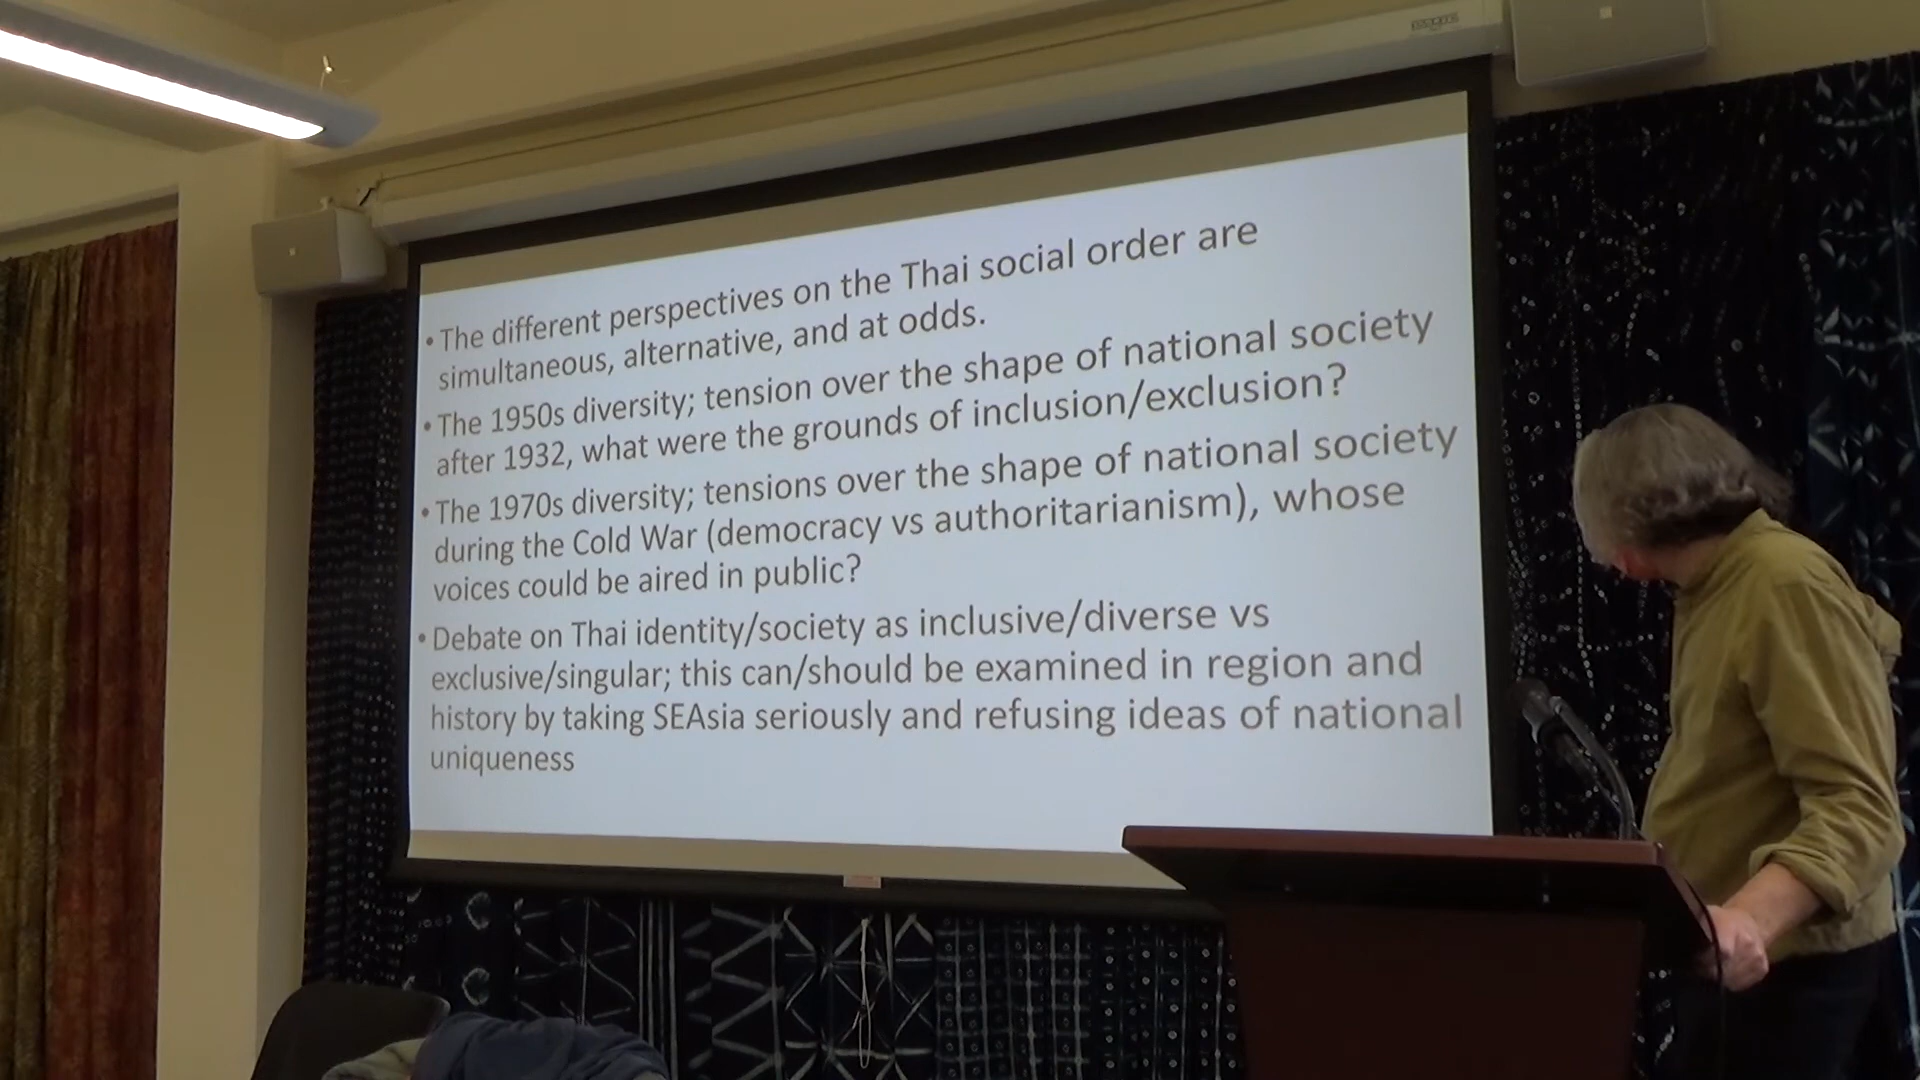 • The different perspectives on the Thai social order are
simultaneous, alternative, and at odds.
• The 1950s diversity; tension over the shape of national society
after 1932, what were the grounds of inclusion/exclusion?
• The 1970s diversity; tensions over the shape of national society
during the Cold War (democracy vs authoritarianism), whose
voices could be aired in public?
• Debate on Thai identity/society as inclusive/diverse vs
exclusive/singular; this can/should be examined in region and
history by taking SEAsia seriously and refusing ideas of national
uniqueness